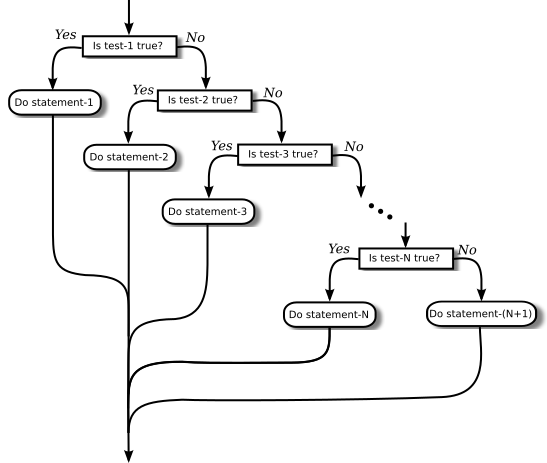 Yes
No
Is test-1 true?
Yes
No
Do statement-1
Is test-2 true?
Yes
No
Do statement-2
Is test-3 true?
Do statement-3
Yes
No
Is test-N true?
Do statement-N
Do statement-(N+1)